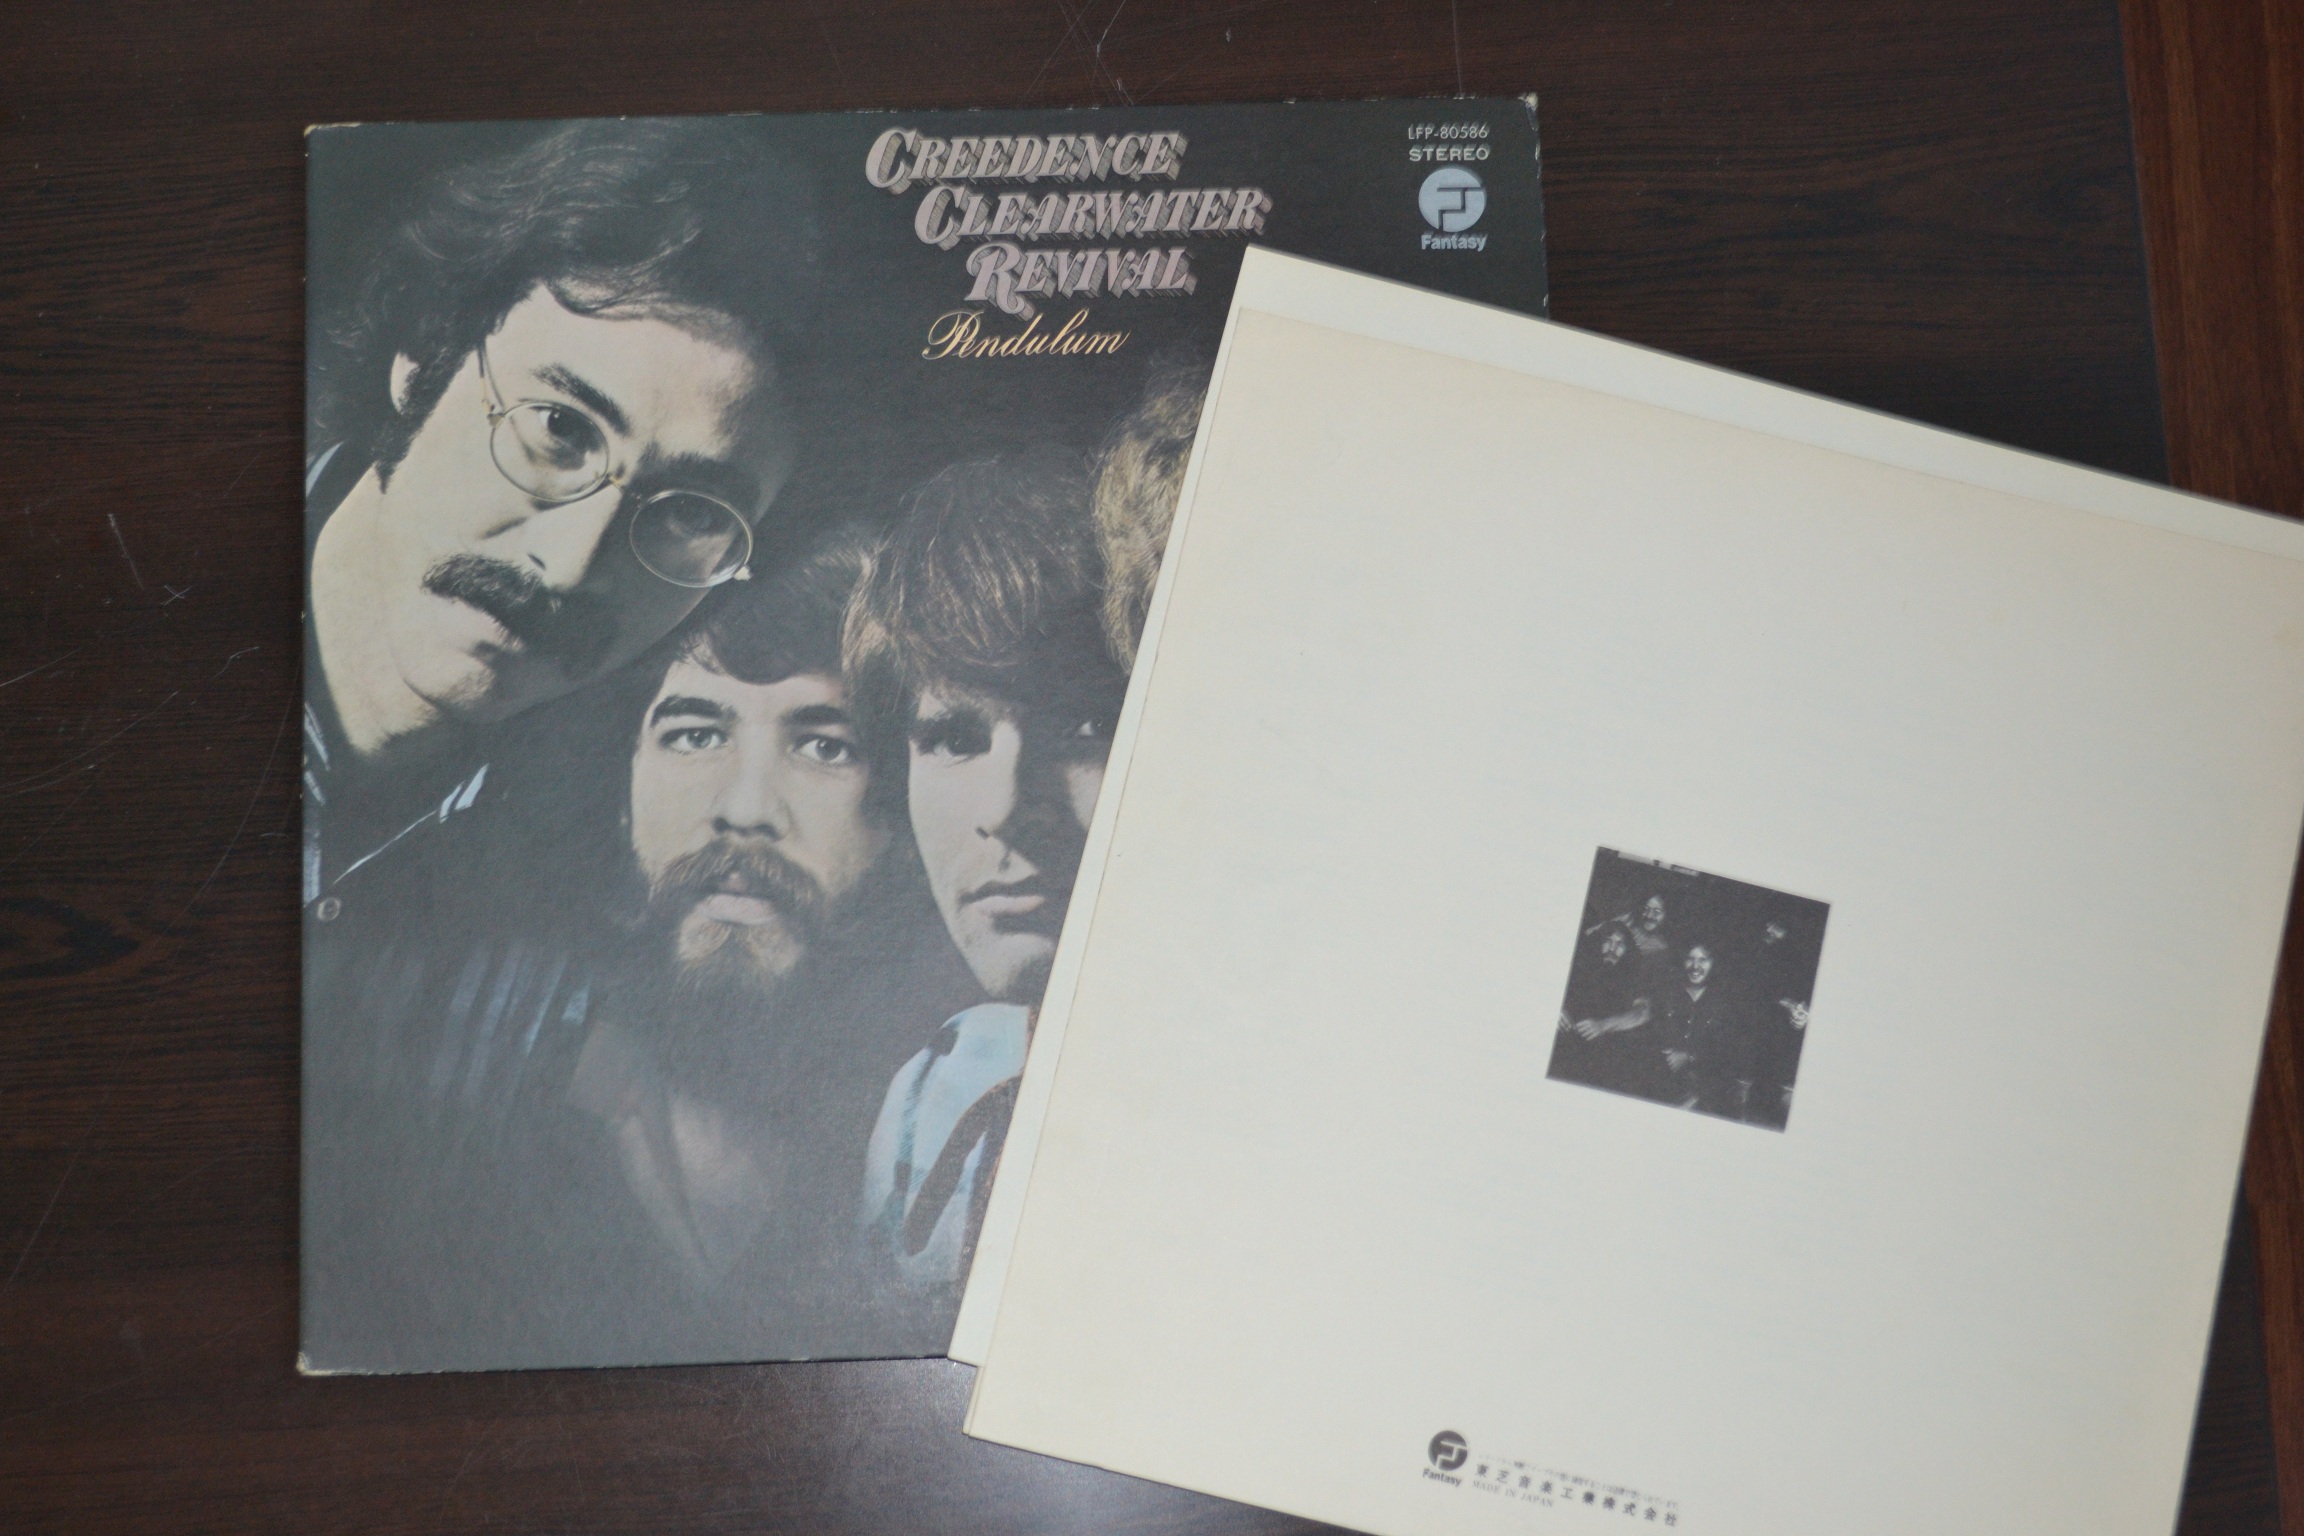 CREEDENCE
CLEARWATER
REVIVAL
Pendulum
LFP-80586
STEREO
Fantasy
Fantasy
東芝音楽工業株式会社
MADE IN JAPAN